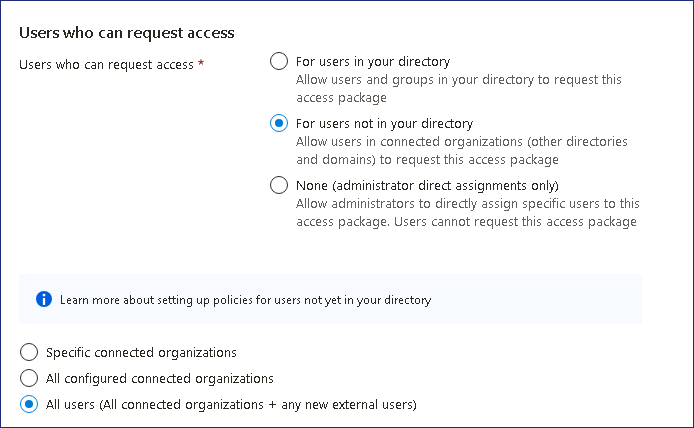 Users who can request access
Users who can request access *
For users in your directory
Allow users and groups in your directory to request this
access package
For users not in your directory
Allow users in connected organizations (other directories
and domains) to request this access package
None (administrator direct assignments only)
Allow administrators to directly assign specific users to this
access package. Users cannot request this access package
Learn more about setting up policies for users not yet in your directory
Specific connected organizations
All configured connected organizations
All users (All connected organizations + any new external users)